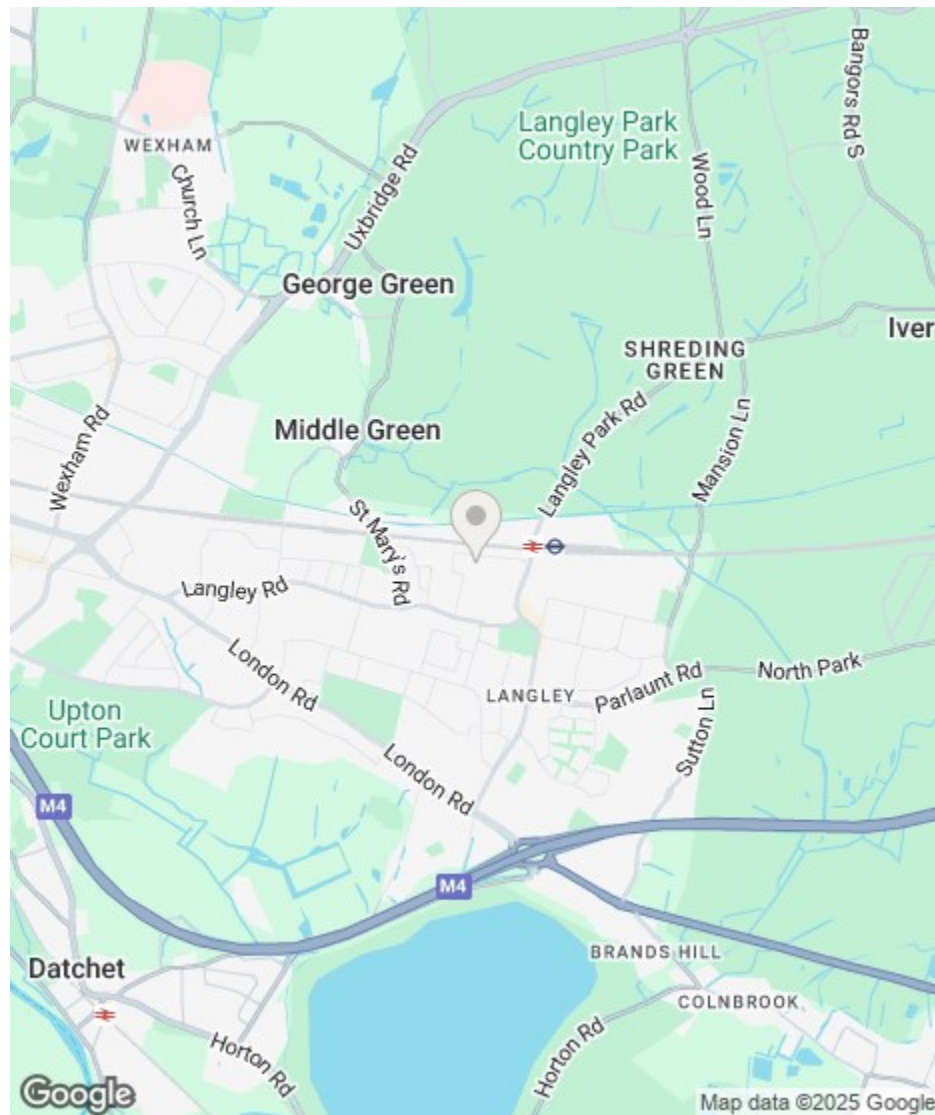 Bangors Rd S
Langley Park
Country Park
WEXHAM
Uxbridge Rd
Wood Ln
Church Ln
George Green
Iver
SHREDING
GREEN
Langley Park Rd
Mansion Ln
Middle Green
Wexham Rd
St Mary's Rd
Langley Rd
London Rd
North Park
LANGLEY
Parlaunt Rd
Upton
Court Park
Sutton Ln
London Rd
M4
M4
BRANDS HILL
Datchet
COLNBROOK
Horton Rd
Horton Rd
Google
Map data ©2025 Google